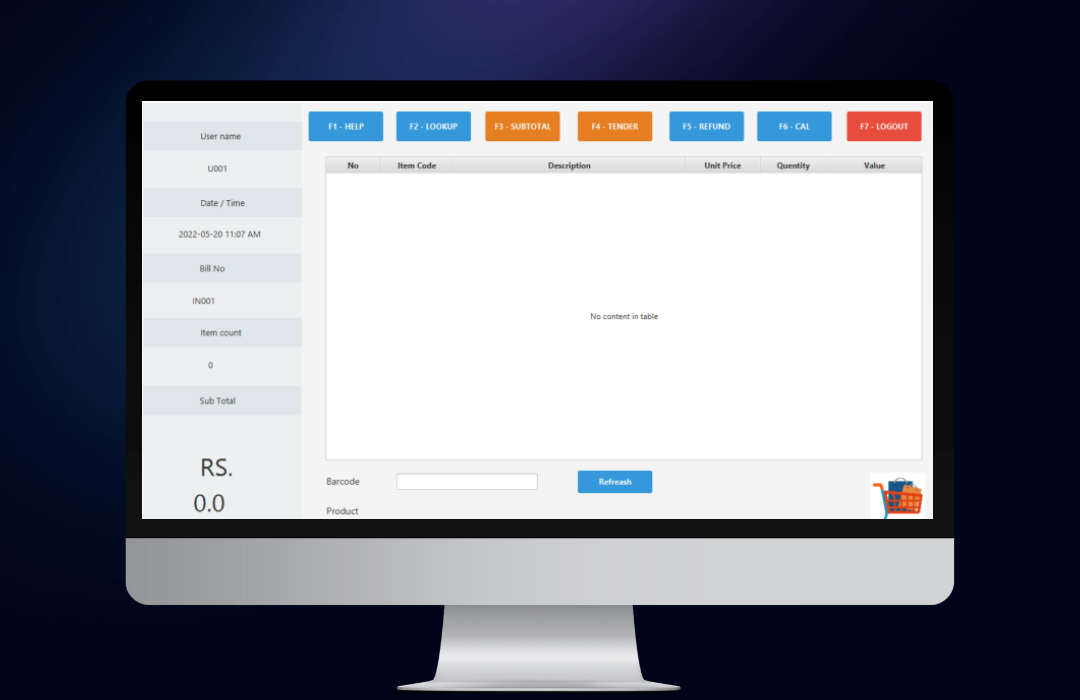 F1 - HELP F2 - LOOKUP F3 - SUBTOTAL F4 - TENDER F5 - REFUND F6 - CAL F7 - LOGOUT
User name
U001
Date / Time
2022-05-20 11:07 AM
Bill No
IN001
Item count
0
Sub Total
RS.
0.0
No Item Code Description Unit Price Quentity Value
No content in table
Barcode Refreash
Product